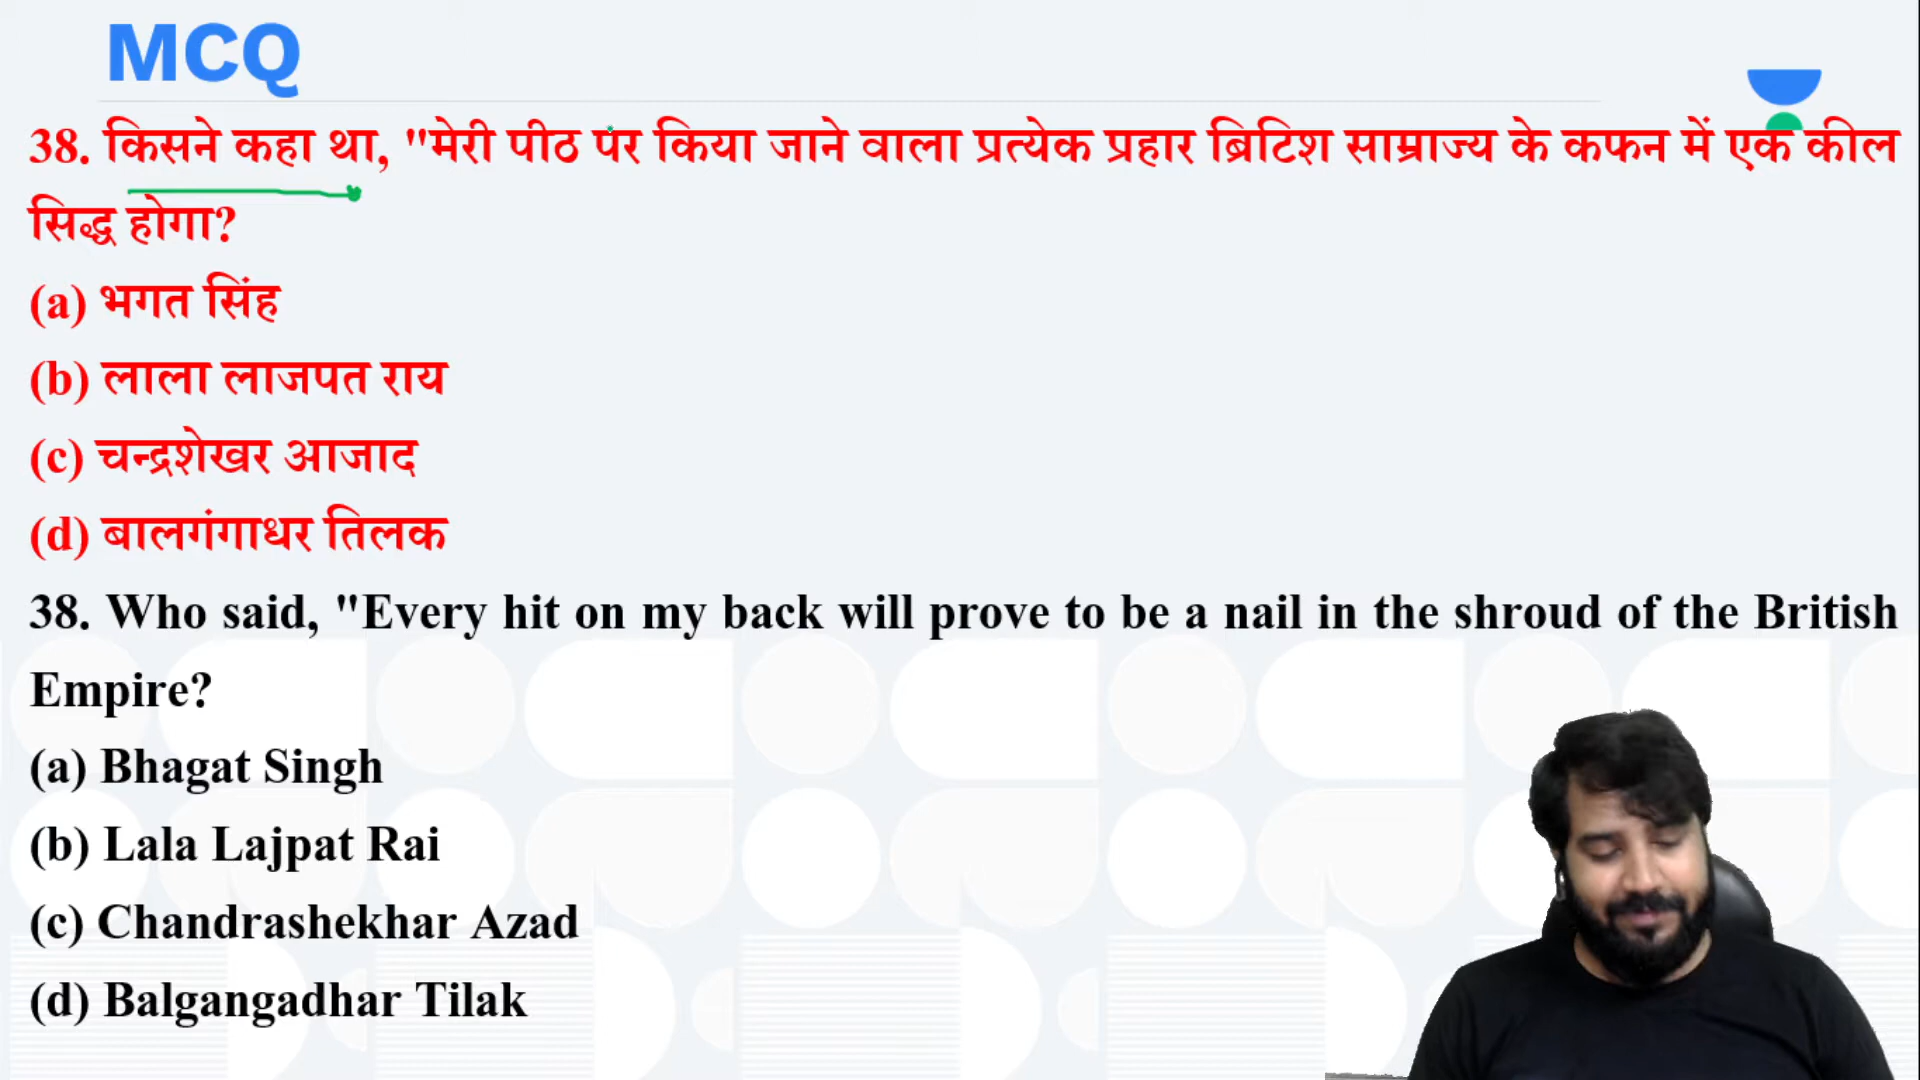 MCQ
38. किसने कहा था, "मेरी पीठ पर किया जाने वाला प्रत्येक प्रहार ब्रिटिश साम्राज्य के कफन में एक कील
सिद्ध होगा?
(a) भगत सिंह
(b) लाला लाजपत राय
(c) चन्द्रशेखर आजाद
(d) बालगंगाधर तिलक
38. Who said, "Every hit on my back will prove to be a nail in the shroud of the British
Empire?
(a) Bhagat Singh
(b) Lala Lajpat Rai
(c) Chandrashekhar Azad
(d) Balgangadhar Tilak